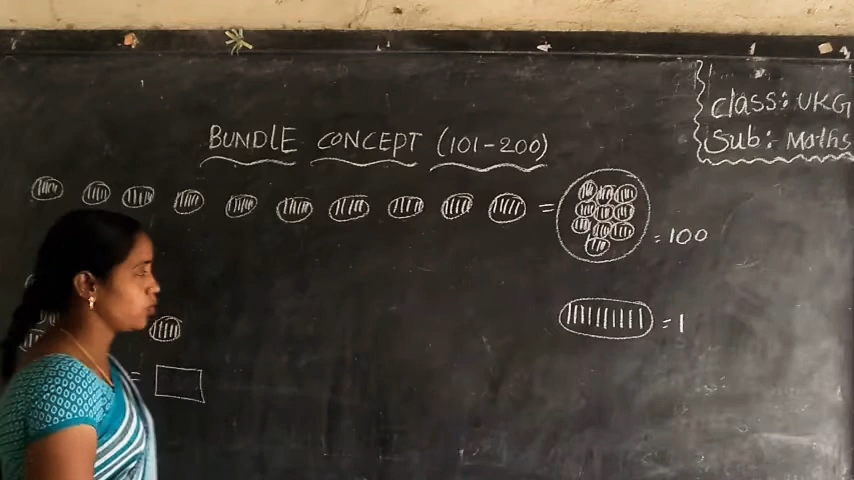 class: UKG
Sub: Maths
BUNDLE CONCEPT (101-200)
=
= 100
= 1
=